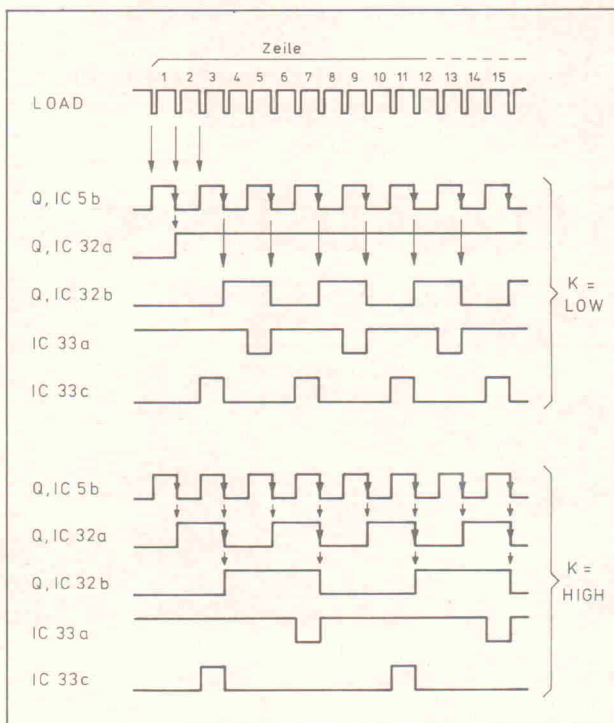 Zeile
1 2 3 4 5 6 7 8 9 10 11 12 13 14 15
LOAD
Q, IC 5b
Q, IC 32a
Q, IC 32b
IC 33a
IC 33c
K =
LOW
Q, IC 5b
Q, IC 32a
Q, IC 32b
IC 33a
IC 33c
K =
HIGH